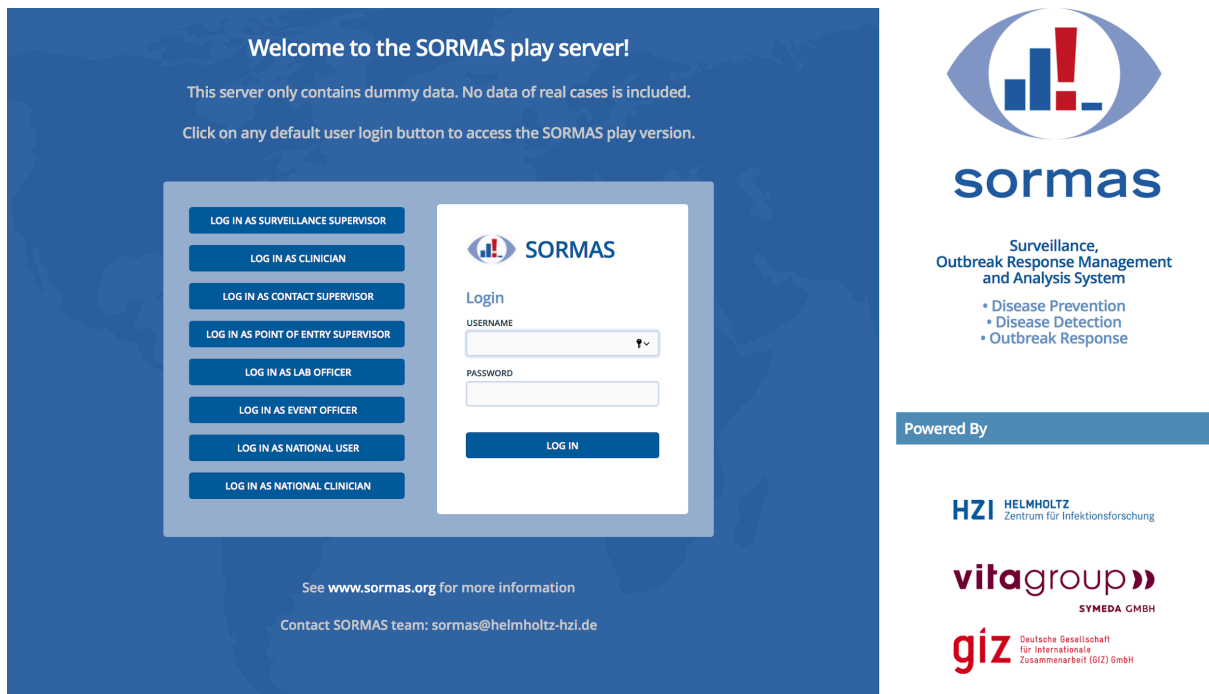 Welcome to the SORMAS play server!
This server only contains dummy data. No data of real cases is included.
Click on any default user login button to access the SORMAS play version.
LOG IN AS SURVEILLANCE SUPERVISOR
LOG IN AS CLINICIAN
LOG IN AS CONTACT SUPERVISOR
LOG IN AS POINT OF ENTRY SUPERVISOR
LOG IN AS LAB OFFICER
LOG IN AS EVENT OFFICER
LOG IN AS NATIONAL USER
LOG IN AS NATIONAL CLINICIAN
SORMAS
Login
USERNAME
PASSWORD
LOG IN
See www.sormas.org for more information
Contact SORMAS team: sormas@helmholtz-hzi.de
sormas
Surveillance,
Outbreak Response Management
and Analysis System
• Disease Prevention
• Disease Detection
• Outbreak Response
Powered By
HZI HELMHOLTZ
Zentrum für Infektionsforschung
vitagroup
SYMEDA GMBH
giz Deutsche Gesellschaft
für Internationale
Zusammenarbeit (GIZ) GmbH